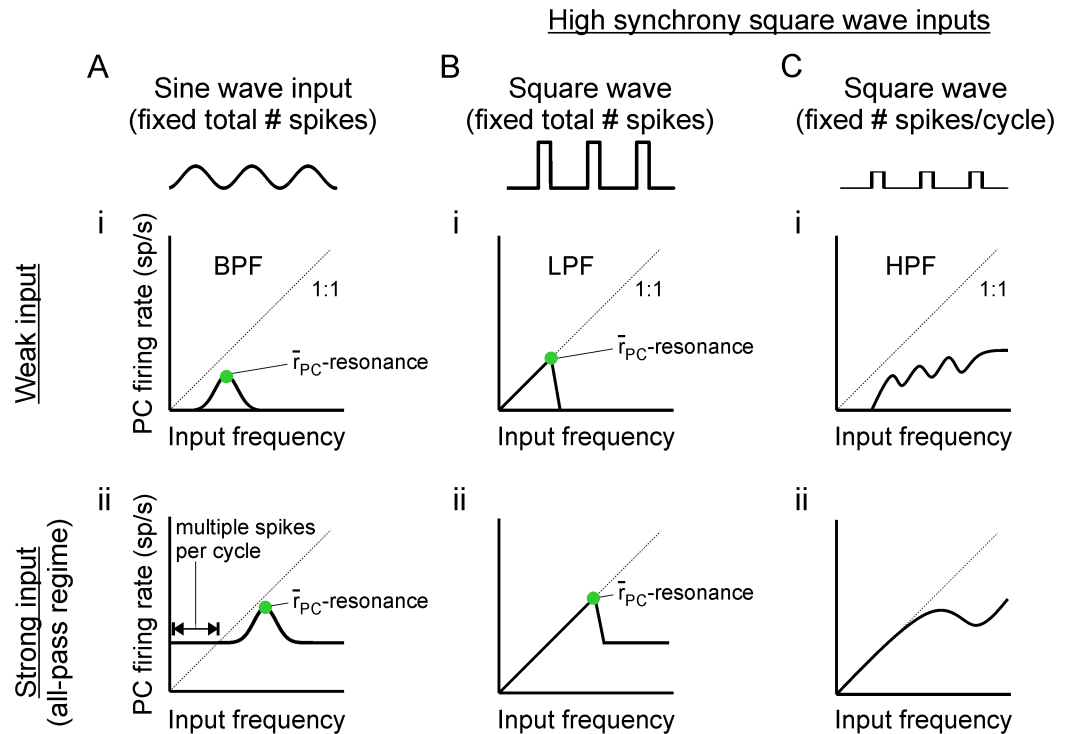 High synchrony square wave inputs
A
Sine wave input
(fixed total # spikes)
B
Square wave
(fixed total # spikes)
C
Square wave
(fixed # spikes/cycle)
Weak input
i
PC firing rate (sp/s)
BPF
1:1
r̄PC-resonance
Input frequency
i
LPF
1:1
r̄PC-resonance
Input frequency
i
HPF
1:1
Input frequency
Strong input
(all-pass regime)
ii
PC firing rate (sp/s)
multiple spikes
per cycle
r̄PC-resonance
Input frequency
ii
r̄PC-resonance
Input frequency
ii
Input frequency